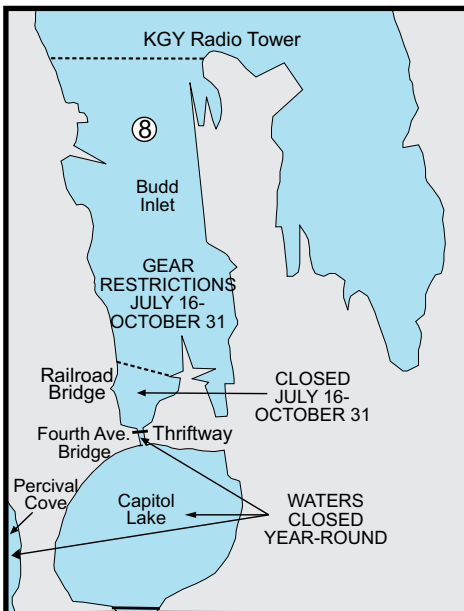 KGY Radio Tower
8
Budd
Inlet
GEAR
RESTRICTIONS
JULY 16-
OCTOBER 31
Railroad
Bridge
CLOSED
JULY 16-
OCTOBER 31
Fourth Ave.
Bridge
Thriftway
Percival
Cove
Capitol
Lake
WATERS
CLOSED
YEAR-ROUND